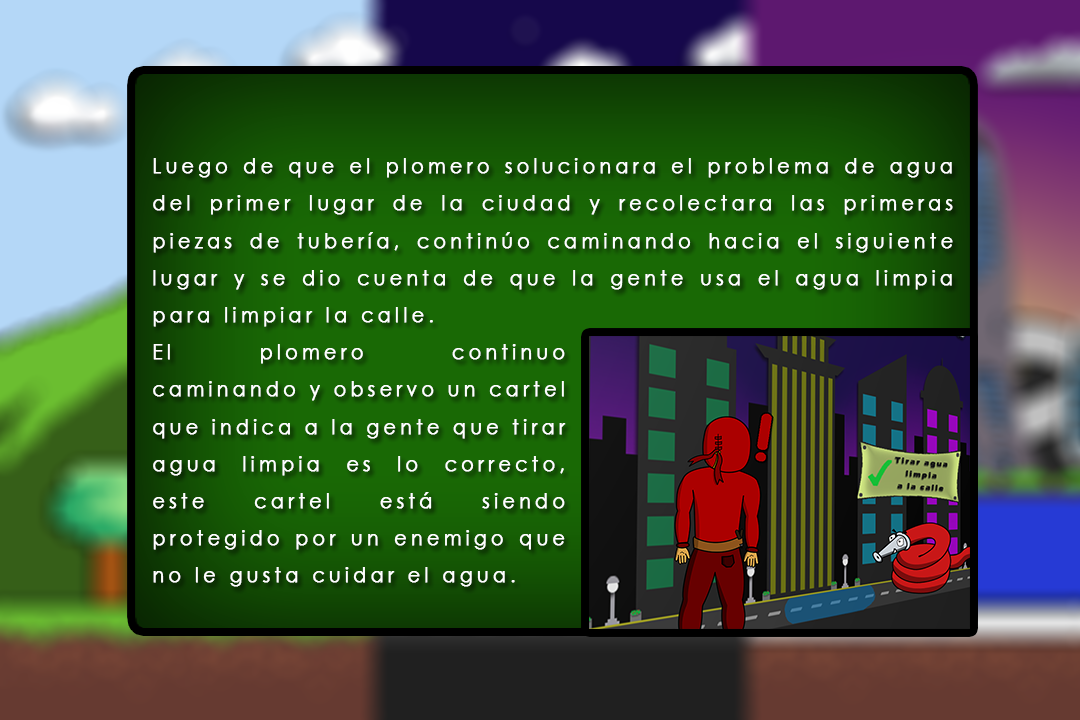 Luego de que el plomero solucionara el problema de agua
del primer lugar de la ciudad y recolectara las primeras
piezas de tubería, continúo caminando hacia el siguiente
lugar y se dio cuenta de que la gente usa el agua limpia
para limpiar la calle.
El plomero continuo
caminando y observo un cartel
que indica a la gente que tirar
agua limpia es lo correcto,
este cartel está siendo
protegido por un enemigo que
no le gusta cuidar el agua.
Tirar agua
limpia
a la calle